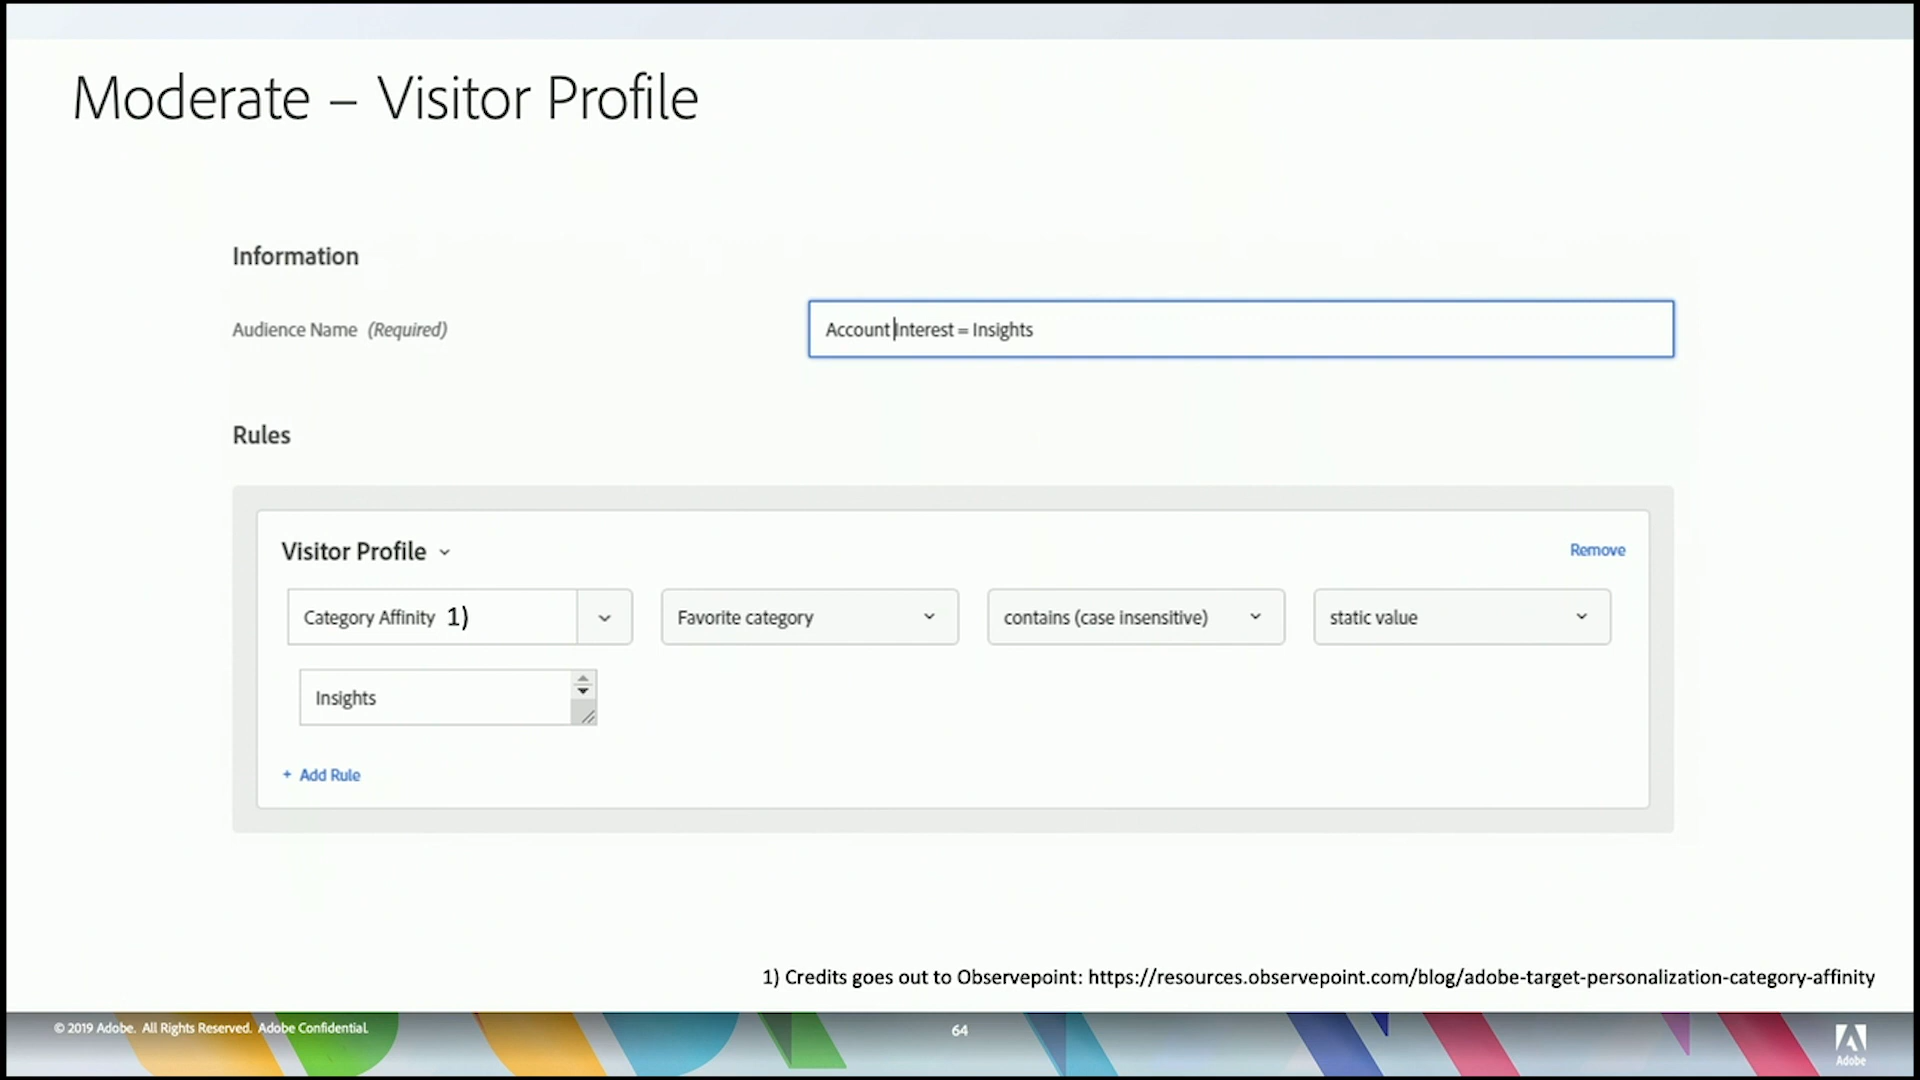 Moderate – Visitor Profile
Information
Audience Name (Required)
Account Interest = Insights
Rules
Visitor Profile
Remove
Category Affinity 1)
Favorite category
contains (case insensitive)
static value
Insights
+ Add Rule
1) Credits goes out to Observepoint: https://resources.observepoint.com/blog/adobe-target-personalization-category-affinity
© 2019 Adobe. All Rights Reserved. Adobe Confidential.
64
Adobe